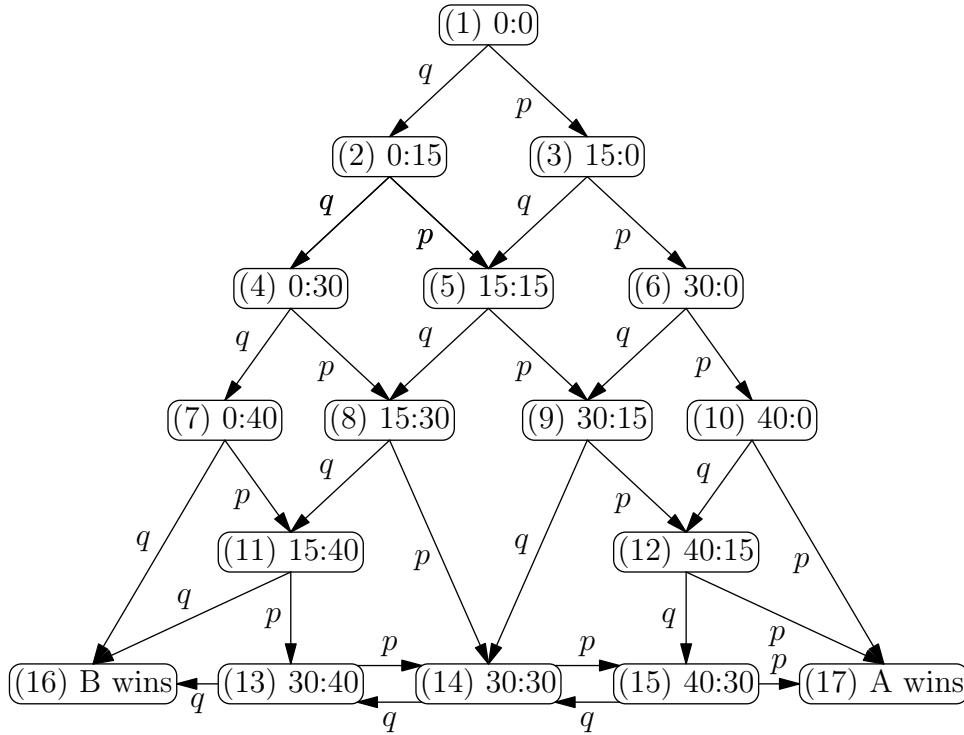 (1) 0:0
q
p
(2) 0:15
(3) 15:0
q
p
q
p
(4) 0:30
(5) 15:15
(6) 30:0
q
p
q
p
q
p
(7) 0:40
(8) 15:30
(9) 30:15
(10) 40:0
q
p
q
p
q
p
q
p
(11) 15:40
(12) 40:15
q
p
q
p
p
p
p
(16) B wins
(13) 30:40
(14) 30:30
(15) 40:30
(17) A wins
q
q
q